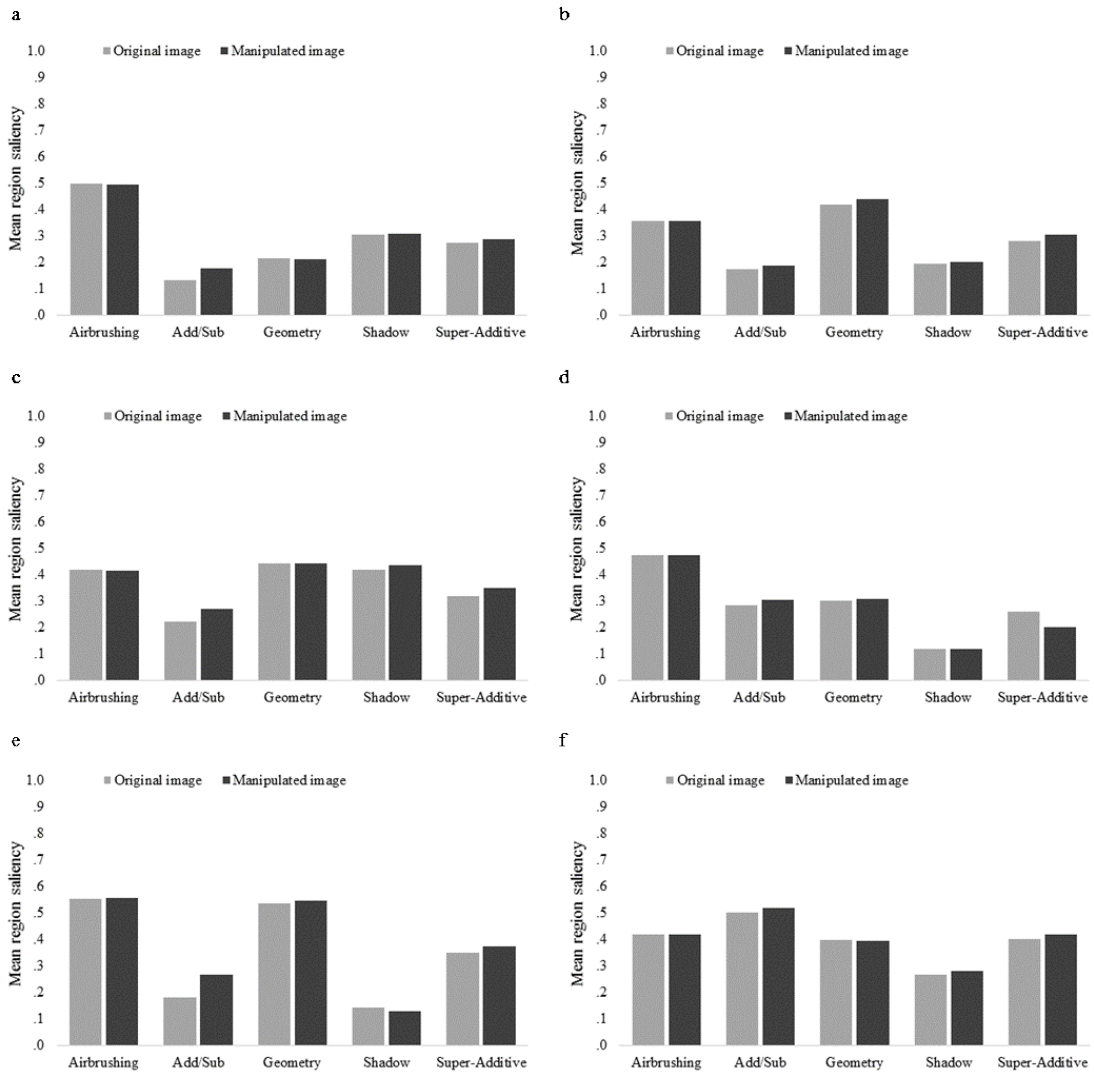 a
Original image Manipulated image
Mean region saliency
1.0
.9
.8
.7
.6
.5
.4
.3
.2
.1
.0
Airbrushing Add/Sub Geometry Shadow Super-Additive
b
Original image Manipulated image
Mean region saliency
1.0
.9
.8
.7
.6
.5
.4
.3
.2
.1
.0
Airbrushing Add/Sub Geometry Shadow Super-Additive
c
Original image Manipulated image
Mean region saliency
1.0
.9
.8
.7
.6
.5
.4
.3
.2
.1
.0
Airbrushing Add/Sub Geometry Shadow Super-Additive
d
Original image Manipulated image
Mean region saliency
1.0
.9
.8
.7
.6
.5
.4
.3
.2
.1
.0
Airbrushing Add/Sub Geometry Shadow Super-Additive
e
Original image Manipulated image
Mean region saliency
1.0
.9
.8
.7
.6
.5
.4
.3
.2
.1
.0
Airbrushing Add/Sub Geometry Shadow Super-Additive
f
Original image Manipulated image
Mean region saliency
1.0
.9
.8
.7
.6
.5
.4
.3
.2
.1
.0
Airbrushing Add/Sub Geometry Shadow Super-Additive